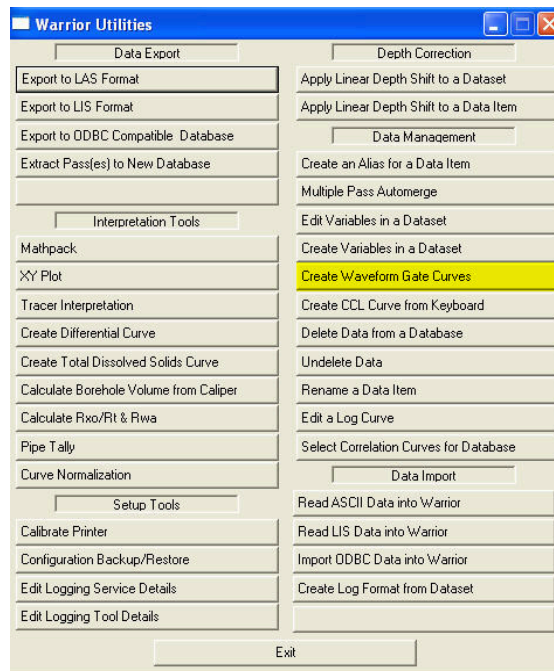 Warrior Utilities
Data Export
Export to LAS Format
Export to LIS Format
Export to ODBC Compatible Database
Extract Pass(es) to New Database
Interpretation Tools
Mathpack
XY Plot
Tracer Interpretation
Create Differential Curve
Create Total Dissolved Solids Curve
Calculate Borehole Volume from Caliper
Calculate Rxo/Rt & Rwa
Pipe Tally
Curve Normalization
Setup Tools
Calibrate Printer
Configuration Backup/Restore
Edit Logging Service Details
Edit Logging Tool Details
Depth Correction
Apply Linear Depth Shift to a Dataset
Apply Linear Depth Shift to a Data Item
Data Management
Create an Alias for a Data Item
Multiple Pass Automerge
Edit Variables in a Dataset
Create Variables in a Dataset
Create Waveform Gate Curves
Create CCL Curve from Keyboard
Delete Data from a Database
Undelete Data
Rename a Data Item
Edit a Log Curve
Select Correlation Curves for Database
Data Import
Read ASCII Data into Warrior
Read LIS Data into Warrior
Import ODBC Data into Warrior
Create Log Format from Dataset
Exit